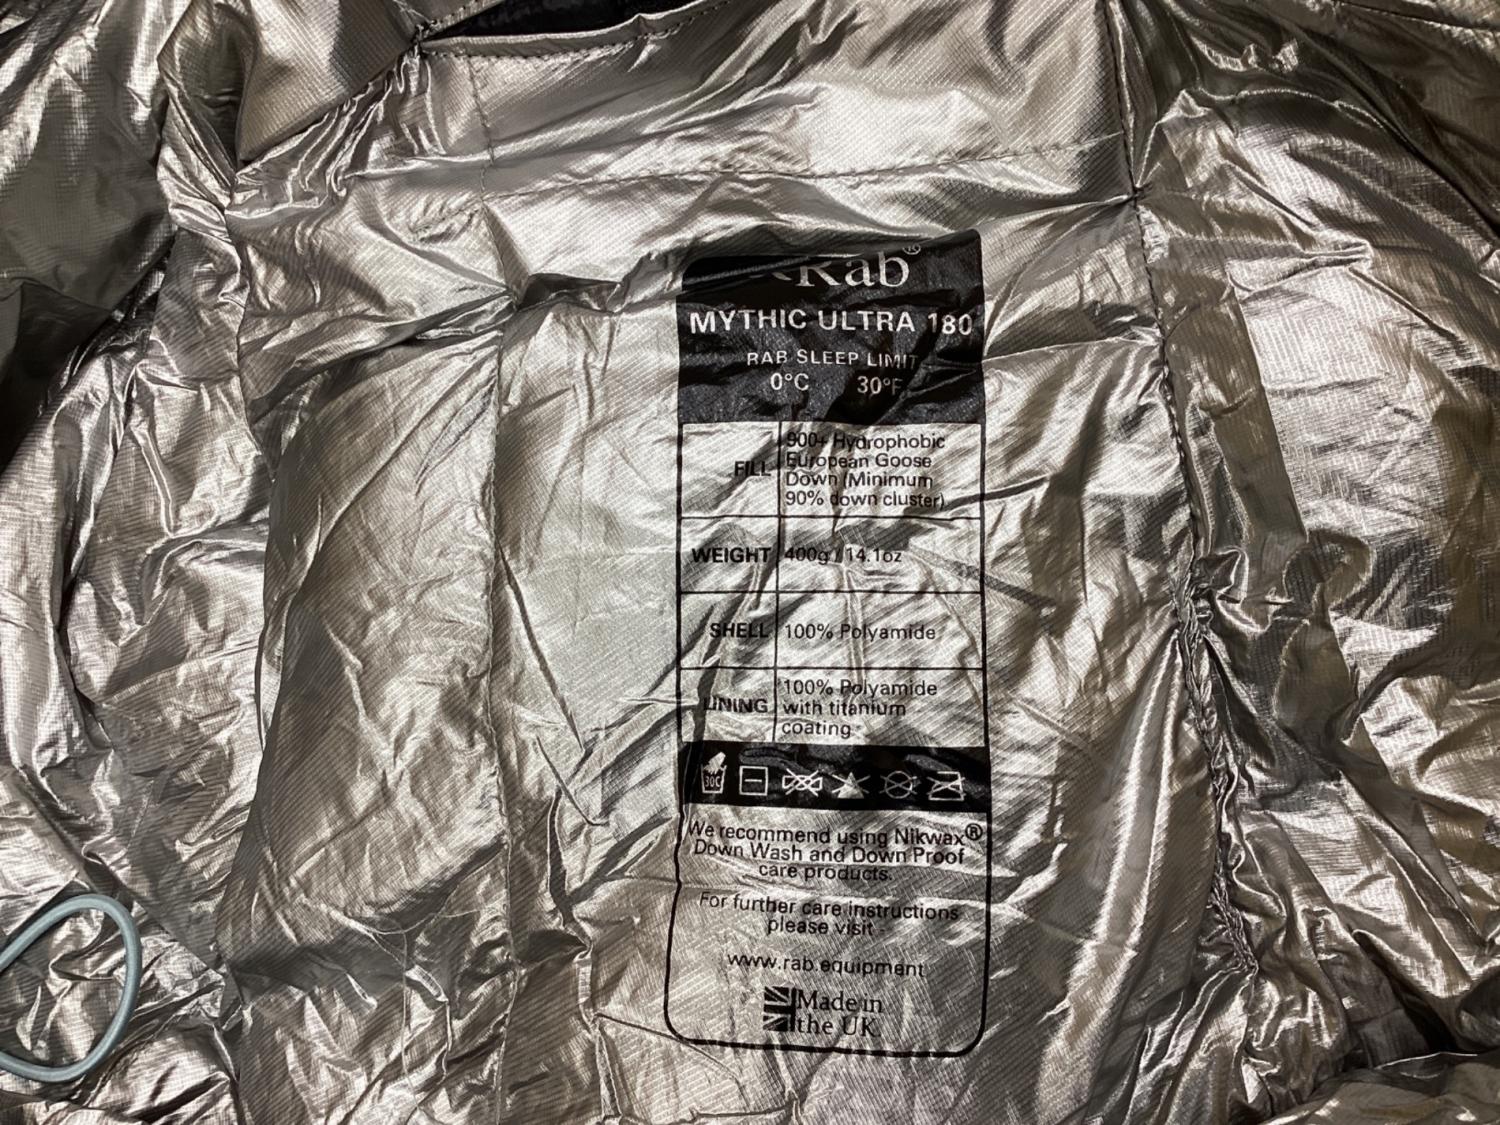 Rab®
MYTHIC ULTRA 180
RAB SLEEP LIMIT
0°C 30°F
FILL
900+ Hydrophobic
European Goose
Down (Minimum
90% down cluster)
WEIGHT
400g / 14.1oz
SHELL
100% Polyamide
LINING
100% Polyamide
with titanium
coating
30C
We recommend using Nikwax®
Down Wash and Down Proof
care products.
For further care instructions
please visit -
www.rab.equipment
Made in
the UK